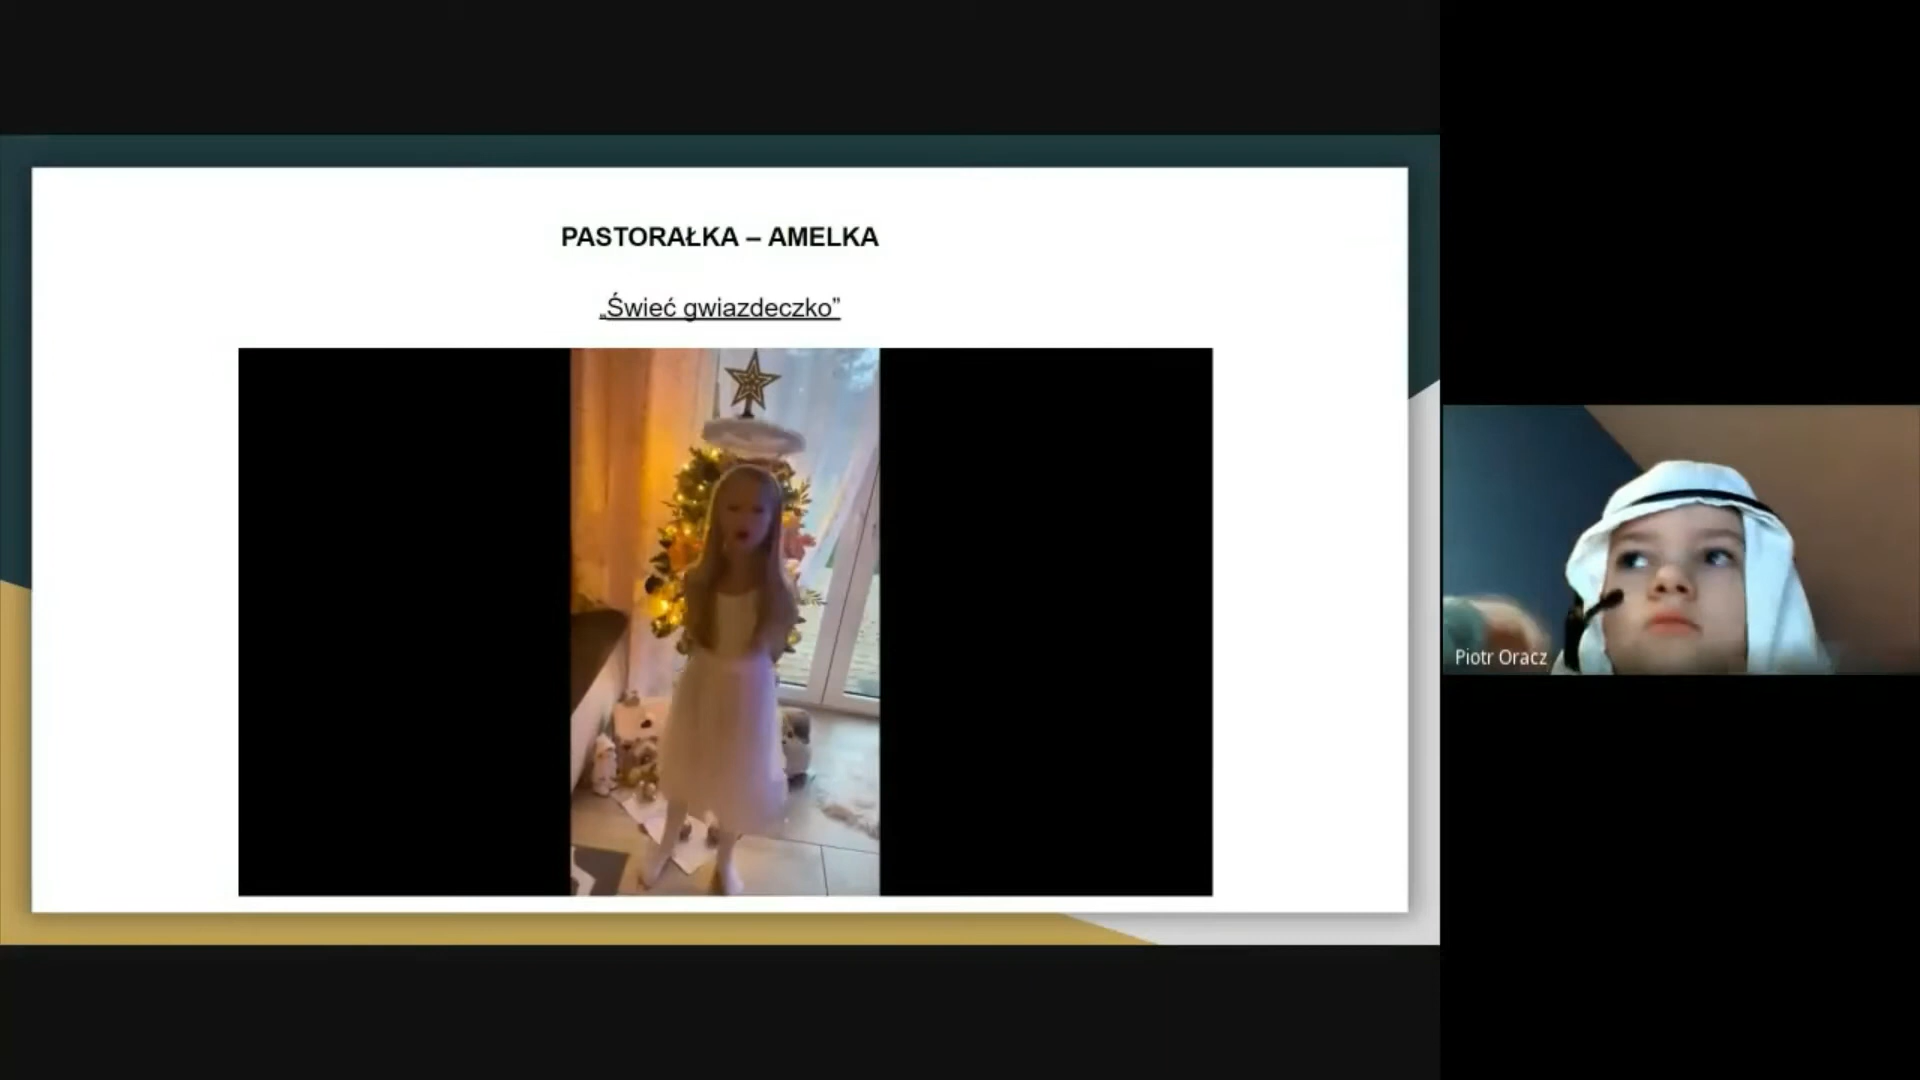 PASTORAŁKA – AMELKA
„Świeć gwiazdeczko”
Piotr Oracz